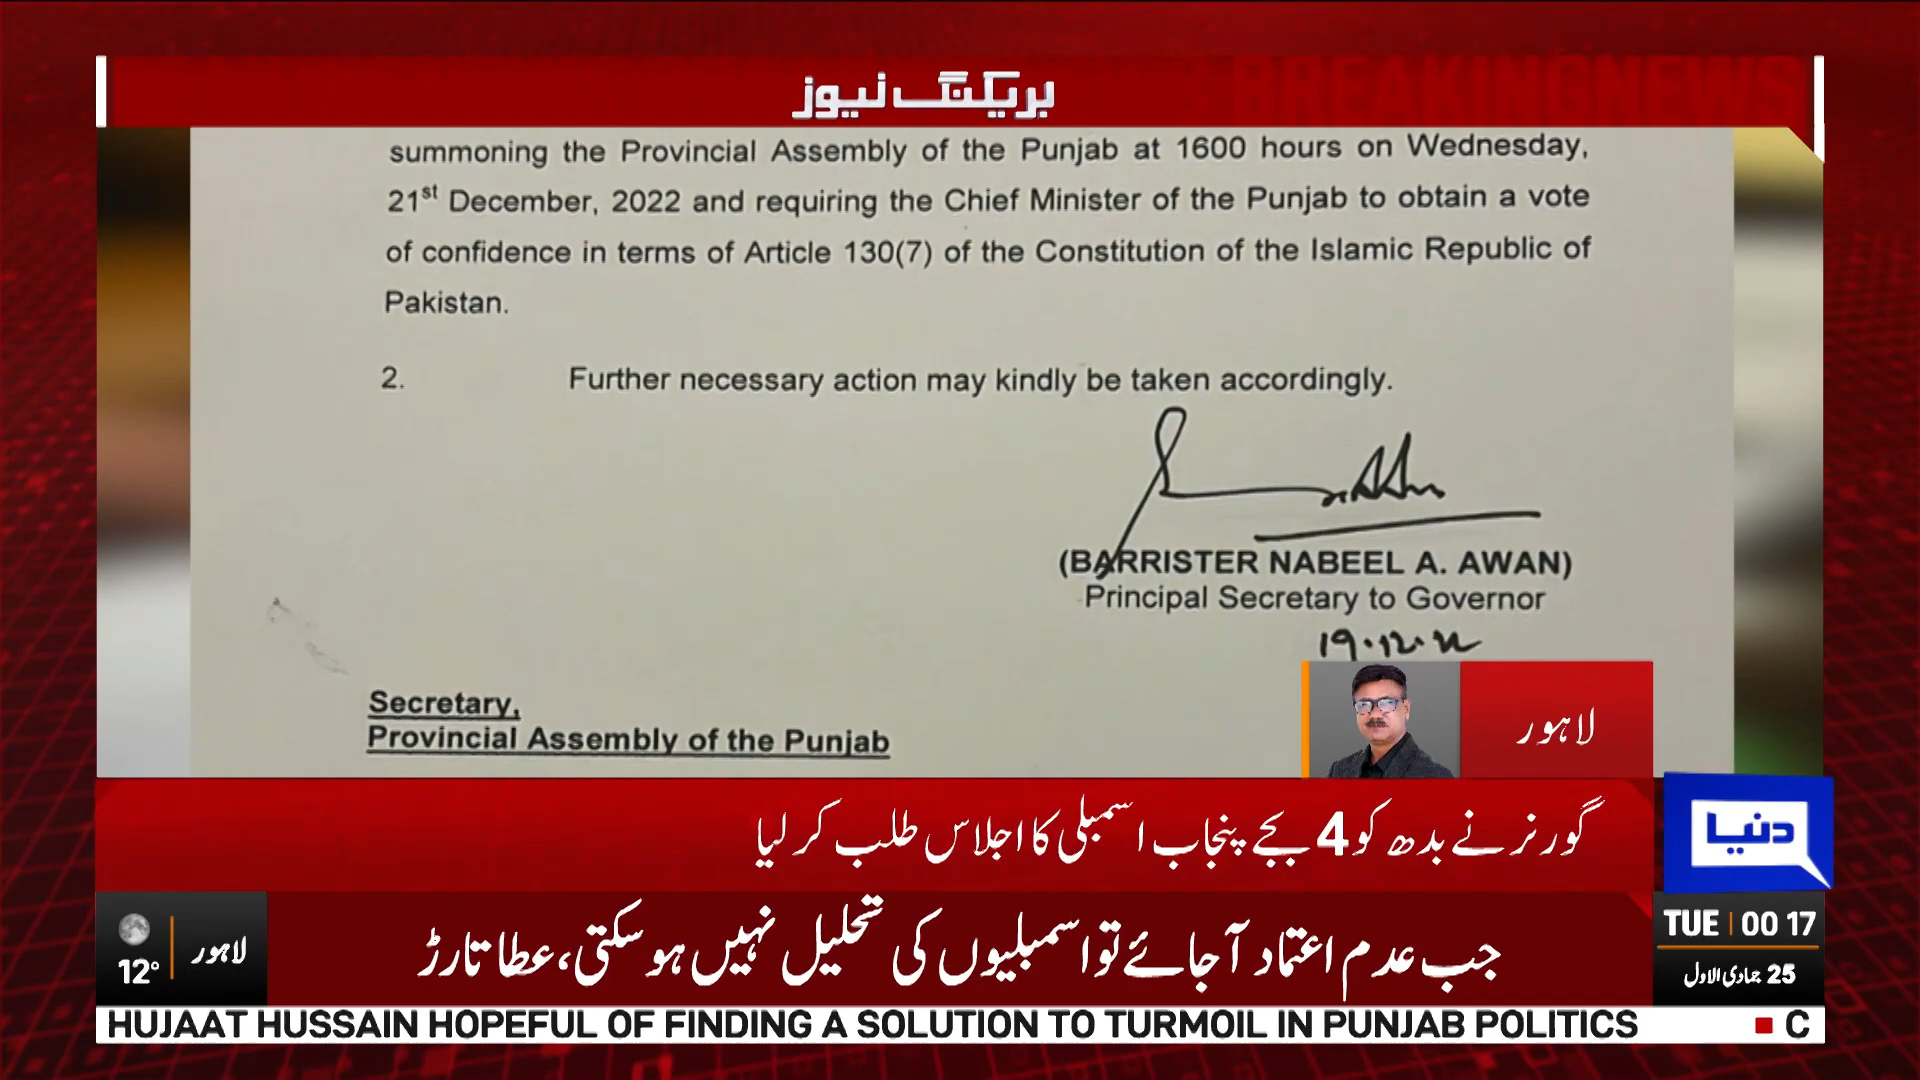 بریکنگ نیوز
BREAKINGNEWS
summoning the Provincial Assembly of the Punjab at 1600 hours on Wednesday,
21st December, 2022 and requiring the Chief Minister of the Punjab to obtain a vote
of confidence in terms of Article 130(7) of the Constitution of the Islamic Republic of
Pakistan.
2. Further necessary action may kindly be taken accordingly.
(BARRISTER NABEEL A. AWAN)
Principal Secretary to Governor
19.12.22
Secretary,
Provincial Assembly of the Punjab
لاہور
گورنر نے بدھ کو 4 بجے پنجاب اسمبلی کا اجلاس طلب کر لیا
دنیا
جب عدم اعتماد آجائے تو اسمبلیوں کی تحلیل نہیں ہو سکتی، عطا تارڑ
لاہور
12°
TUE 00 17
25 جمادی الاول
HUJAAT HUSSAIN HOPEFUL OF FINDING A SOLUTION TO TURMOIL IN PUNJAB POLITICS
C